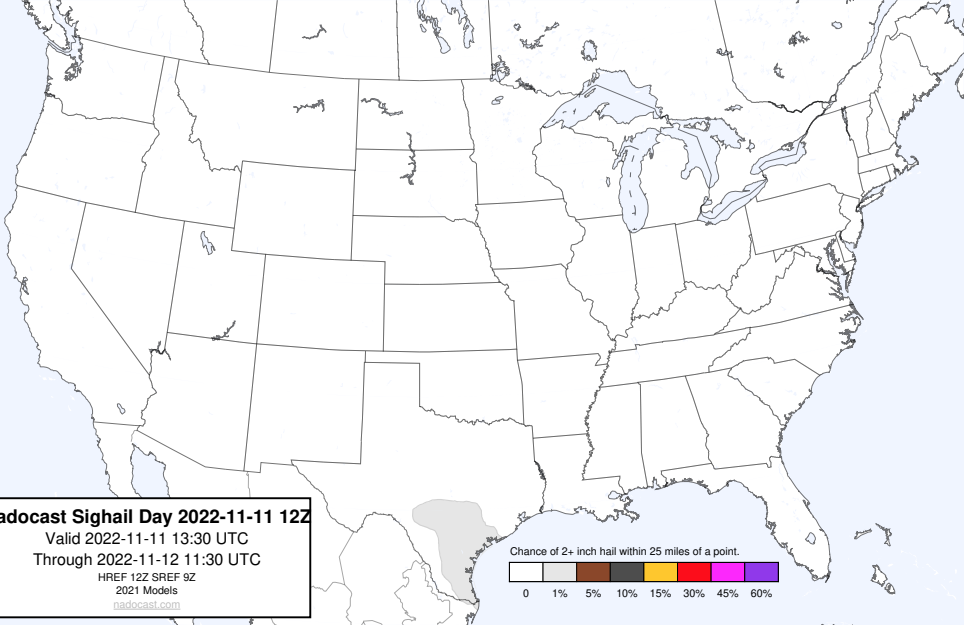 adocast Sighail Day 2022-11-11 12Z
Valid 2022-11-11 13:30 UTC
Through 2022-11-12 11:30 UTC
HREF 12Z SREF 9Z
2021 Models
nadocast.com
Chance of 2+ inch hail within 25 miles of a point.
0 1% 5% 10% 15% 30% 45% 60%